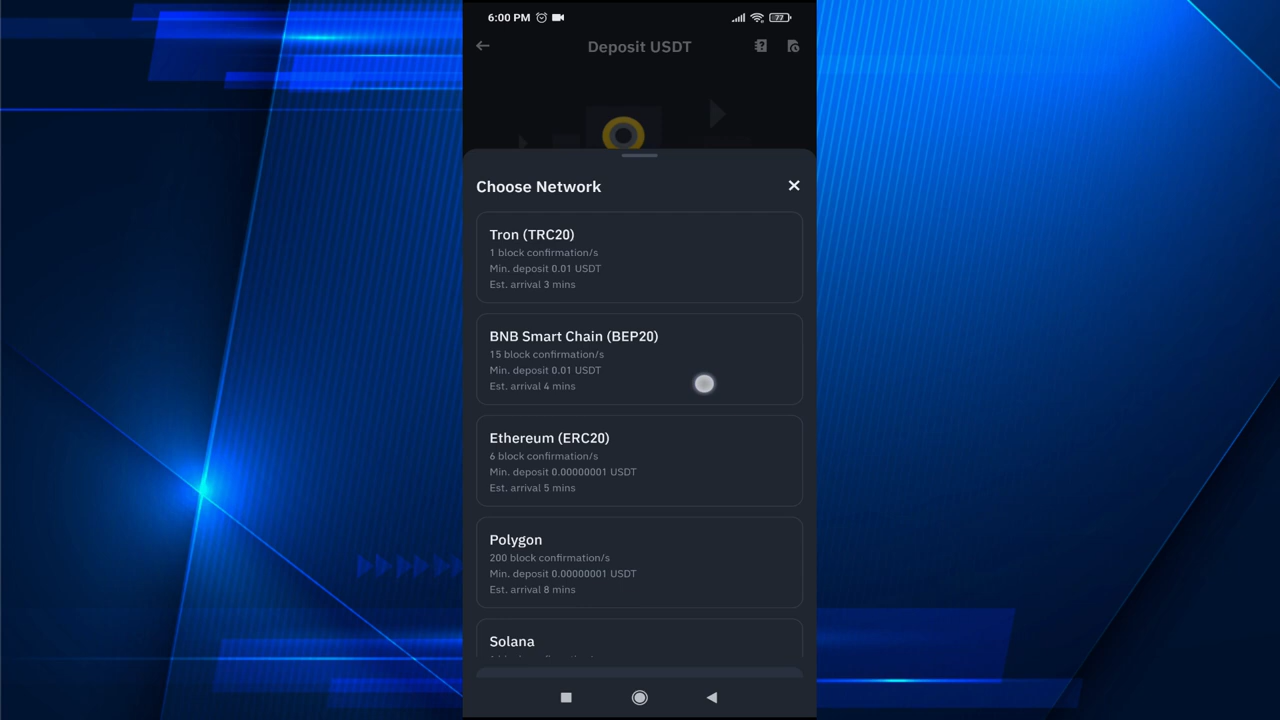 6:00 PM
77
Deposit USDT
Choose Network
Tron (TRC20)
1 block confirmation/s
Min. deposit 0.01 USDT
Est. arrival 3 mins
BNB Smart Chain (BEP20)
15 block confirmation/s
Min. deposit 0.01 USDT
Est. arrival 4 mins
Ethereum (ERC20)
6 block confirmation/s
Min. deposit 0.00000001 USDT
Est. arrival 5 mins
Polygon
200 block confirmation/s
Min. deposit 0.00000001 USDT
Est. arrival 8 mins
Solana